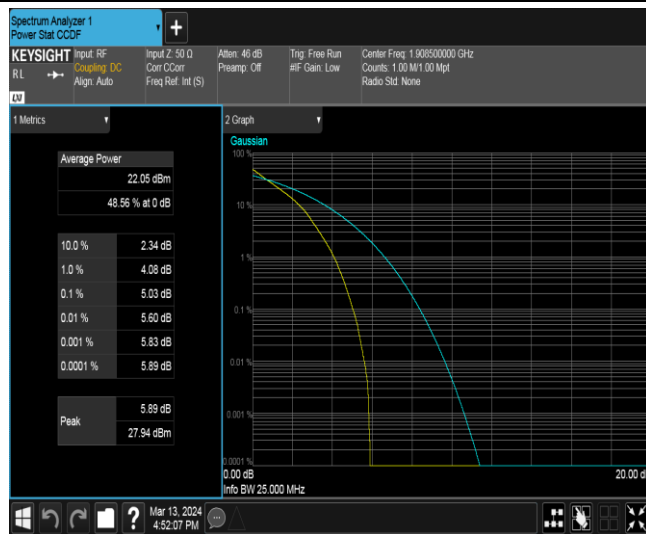 Spectrum Analyzer 1
Power Stat CCDF
+
KEYSIGHT
RL
LXI
Input: RF
Coupling: DC
Align: Auto
Input Z: 50 Ω
Corr CCorr
Freq Ref: Int (S)
Atten: 46 dB
Preamp: Off
Trig: Free Run
#IF Gain: Low
Center Freq: 1.908500000 GHz
Counts: 1.00 M/1.00 Mpt
Radio Std: None
1 Metrics
Average Power
22.05 dBm
48.56 % at 0 dB
10.0 % 2.34 dB
1.0 % 4.08 dB
0.1 % 5.03 dB
0.01 % 5.60 dB
0.001 % 5.83 dB
0.0001 % 5.89 dB
Peak
5.89 dB
27.94 dBm
2 Graph
Gaussian
100 %
10 %
1 %
0.1 %
0.01 %
0.001 %
0.0001 %
0.00 dB
20.00 d
Info BW 25.000 MHz
?
Mar 13, 2024
4:52:07 PM